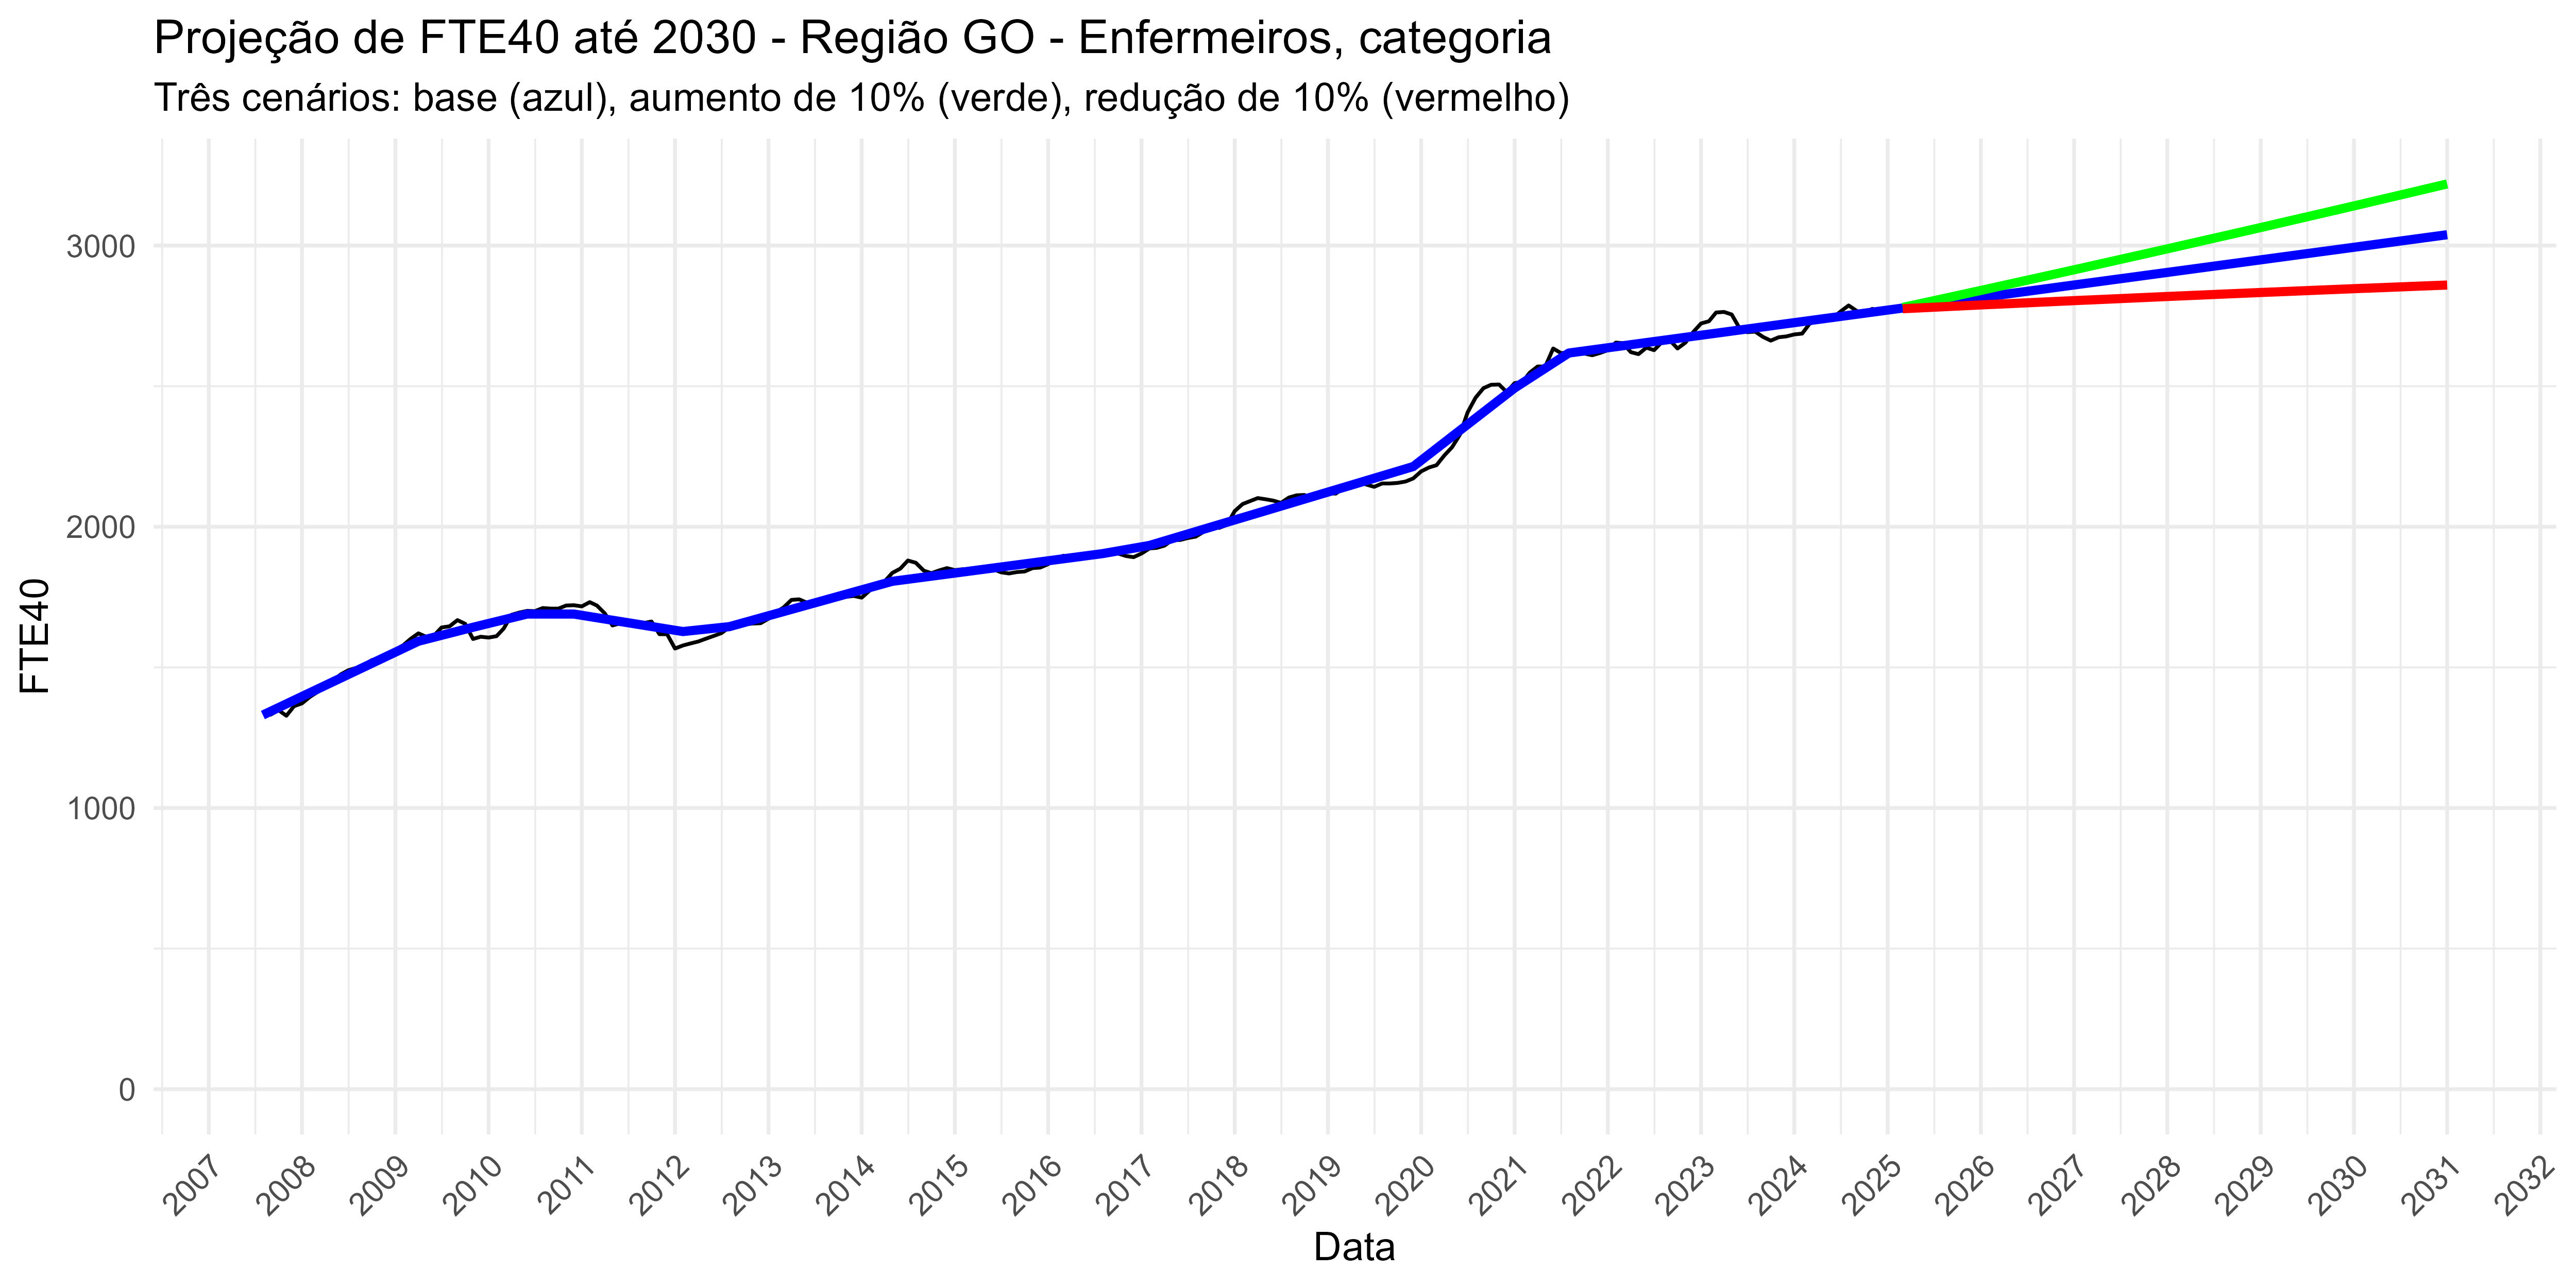 Projeção de FTE40 até 2030 - Região GO - Enfermeiros, categoria
Três cenários: base (azul), aumento de 10% (verde), redução de 10% (vermelho)
3000
2000
1000
0
FTE40
2007 2008 2009 2010 2011 2012 2013 2014 2015 2016 2017 2018 2019 2020 2021 2022 2023 2024 2025 2026 2027 2028 2029 2030 2031 2032
Data